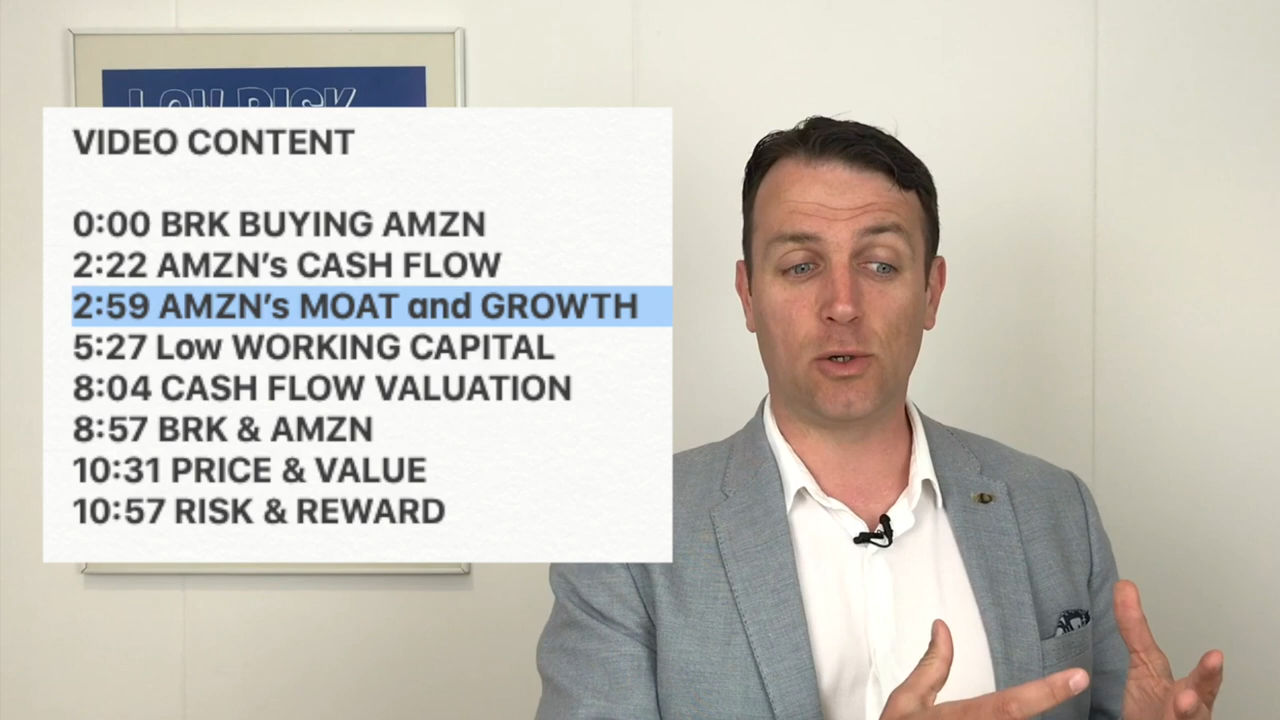 LOW RISK
VIDEO CONTENT
0:00 BRK BUYING AMZN
2:22 AMZN’s CASH FLOW
2:59 AMZN’s MOAT and GROWTH
5:27 Low WORKING CAPITAL
8:04 CASH FLOW VALUATION
8:57 BRK & AMZN
10:31 PRICE & VALUE
10:57 RISK & REWARD